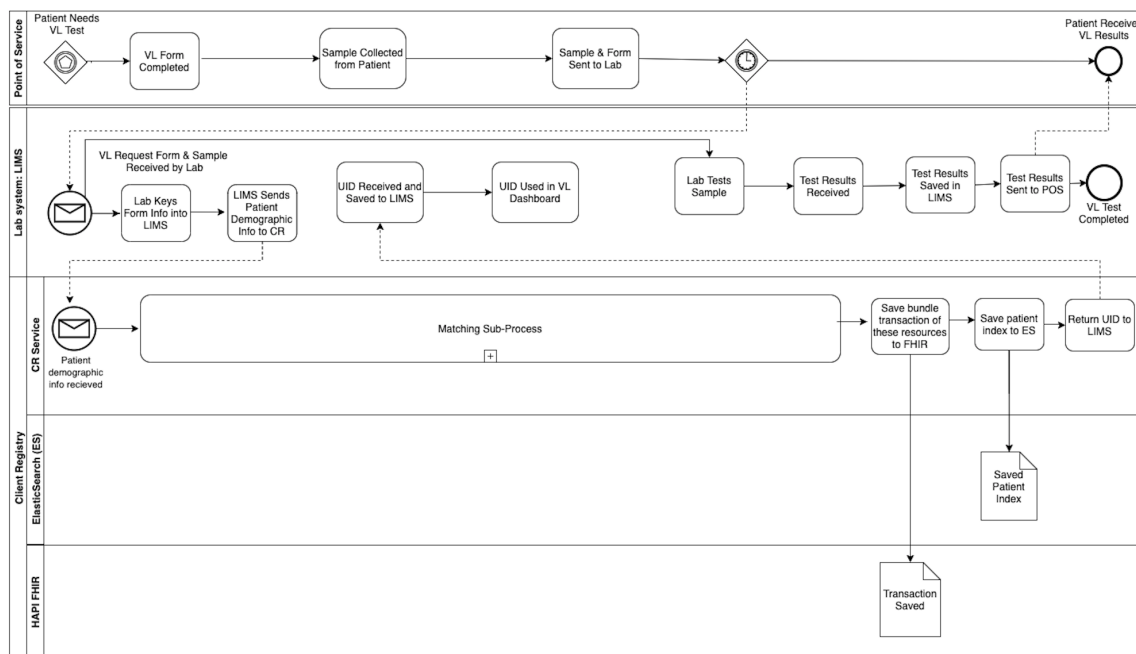 Point of Service
Patient Needs
VL Test
VL Form
Completed
Sample Collected
from Patient
Sample & Form
Sent to Lab
Patient Receive
VL Results
Lab system: LIMS
VL Request Form & Sample
Received by Lab
Lab Keys
Form Info into
LIMS
LIMS Sends
Patient
Demographic
Info to CR
UID Received and
Saved to LIMS
UID Used in VL
Dashboard
Lab Tests
Sample
Test Results
Received
Test Results
Saved in
LIMS
Test Results
Sent to POS
VL Test
Completed
Client Registry
CR Service
Patient
demographic
info recieved
Matching Sub-Process
Save bundle
transaction of
these resources
to FHIR
Save patient
index to ES
Return UID to
LIMS
ElasticSearch (ES)
Saved
Patient
Index
HAPI FHIR
Transaction
Saved